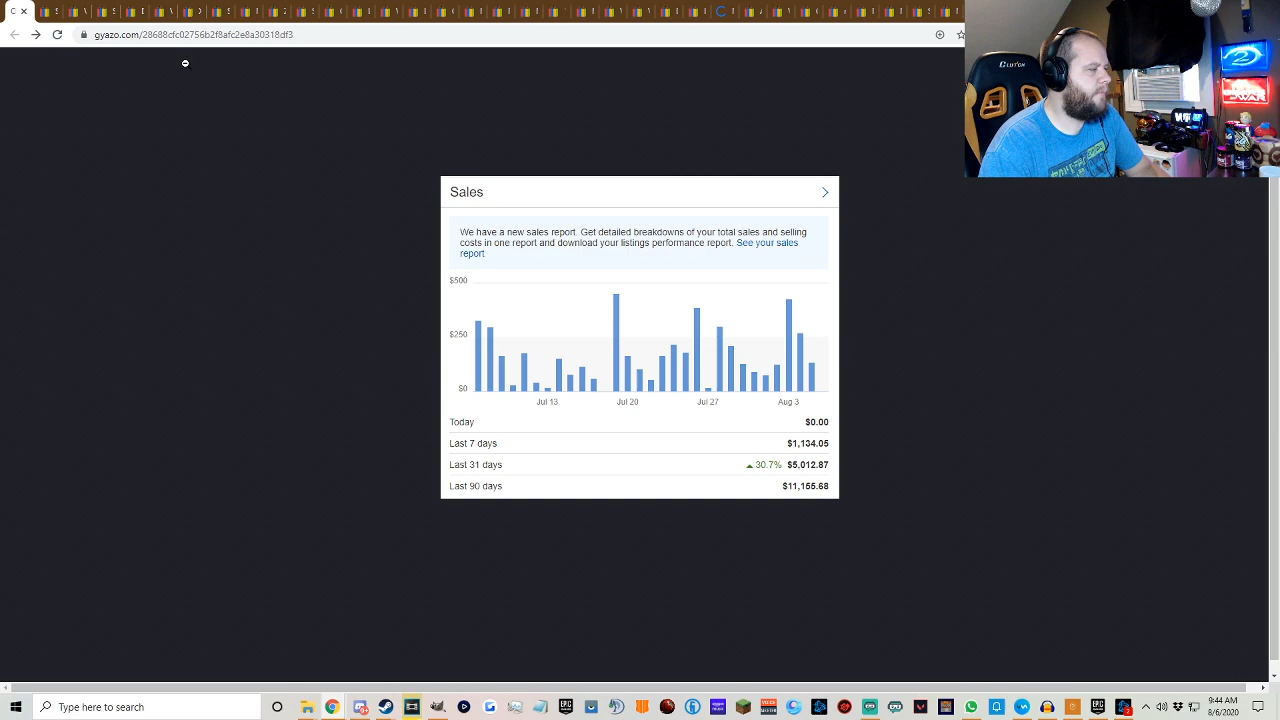 gyazo.com/28688cfc02756b2f8afc2e8a30318df3
CLUTCH
Sales
We have a new sales report. Get detailed breakdowns of your total sales and selling
costs in one report and download your listings performance report. See your sales
report
$500
$250
$0
Jul 13 Jul 20 Jul 27 Aug 3
Today $0.00
Last 7 days $1,134.05
Last 31 days 30.7% $5,012.87
Last 90 days $11,155.68
Type here to search
9:44 AM
8/6/2020